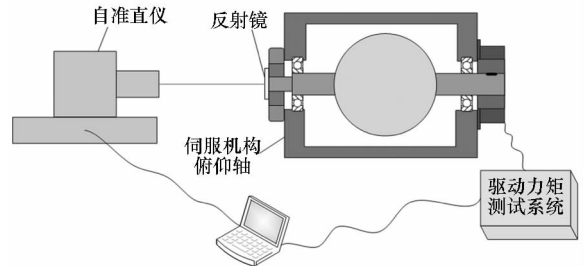 自准直仪
反射镜
伺服机构
俯仰轴
驱动力矩
测试系统